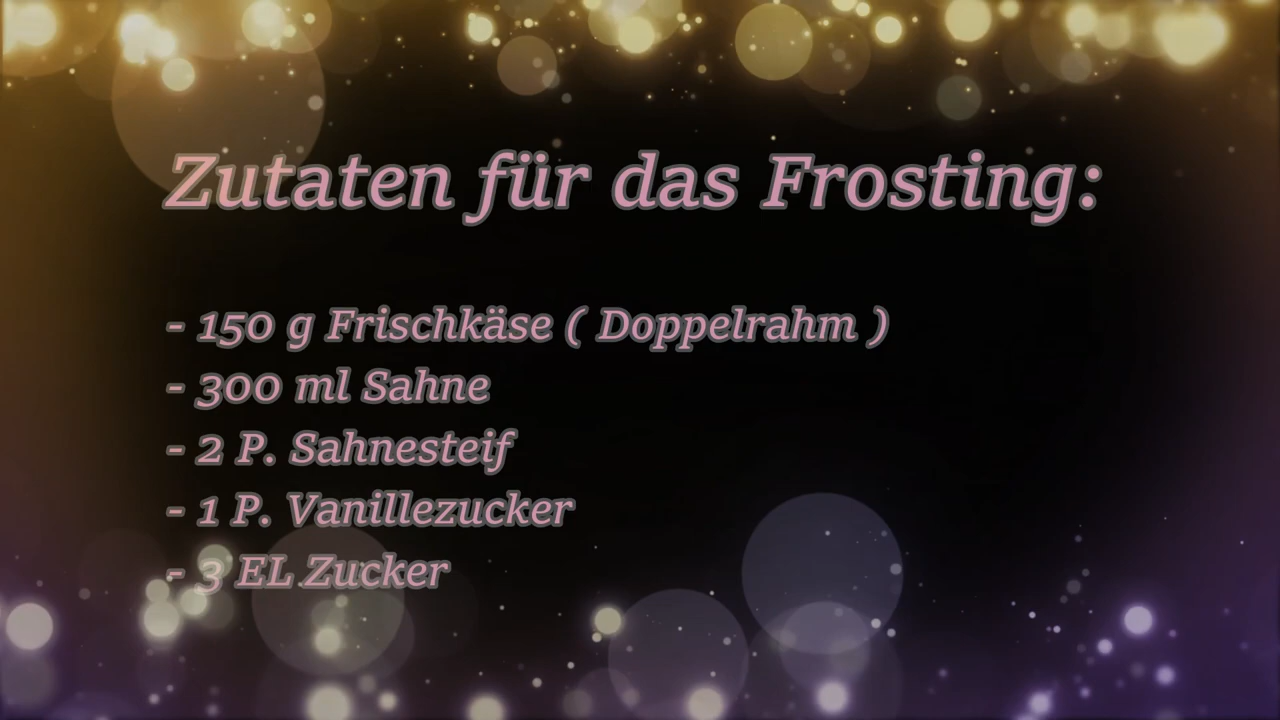 Zutaten für das Frosting:
- 150 g Frischkäse ( Doppelrahm )
- 300 ml Sahne
- 2 P. Sahnesteif
- 1 P. Vanillezucker
- 3 EL Zucker